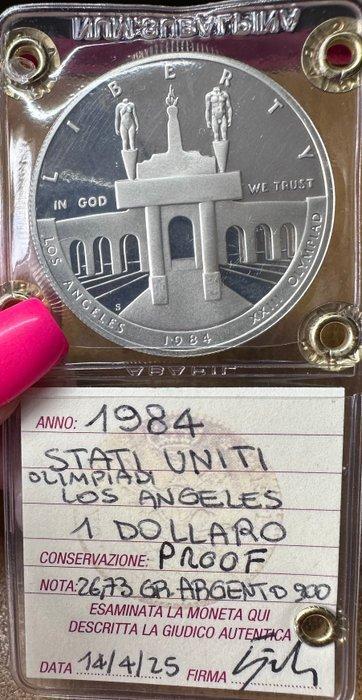 NUM:SUBALPINA
LIBERTY
IN GOD WE TRUST
LOS ANGELES XXIII OLYMPIAD
S
1984
ANNO: 1984
STATI UNITI
OLIMPIADI
LOS ANGELES
1 DOLLARO
CONSERVAZIONE: PROOF
NOTA: 26,73 GR. ARGENTO 900
ESAMINATA LA MONETA QUI
DESCRITTA LA GIUDICO AUTENTICA
DATA 14/4/25 FIRMA